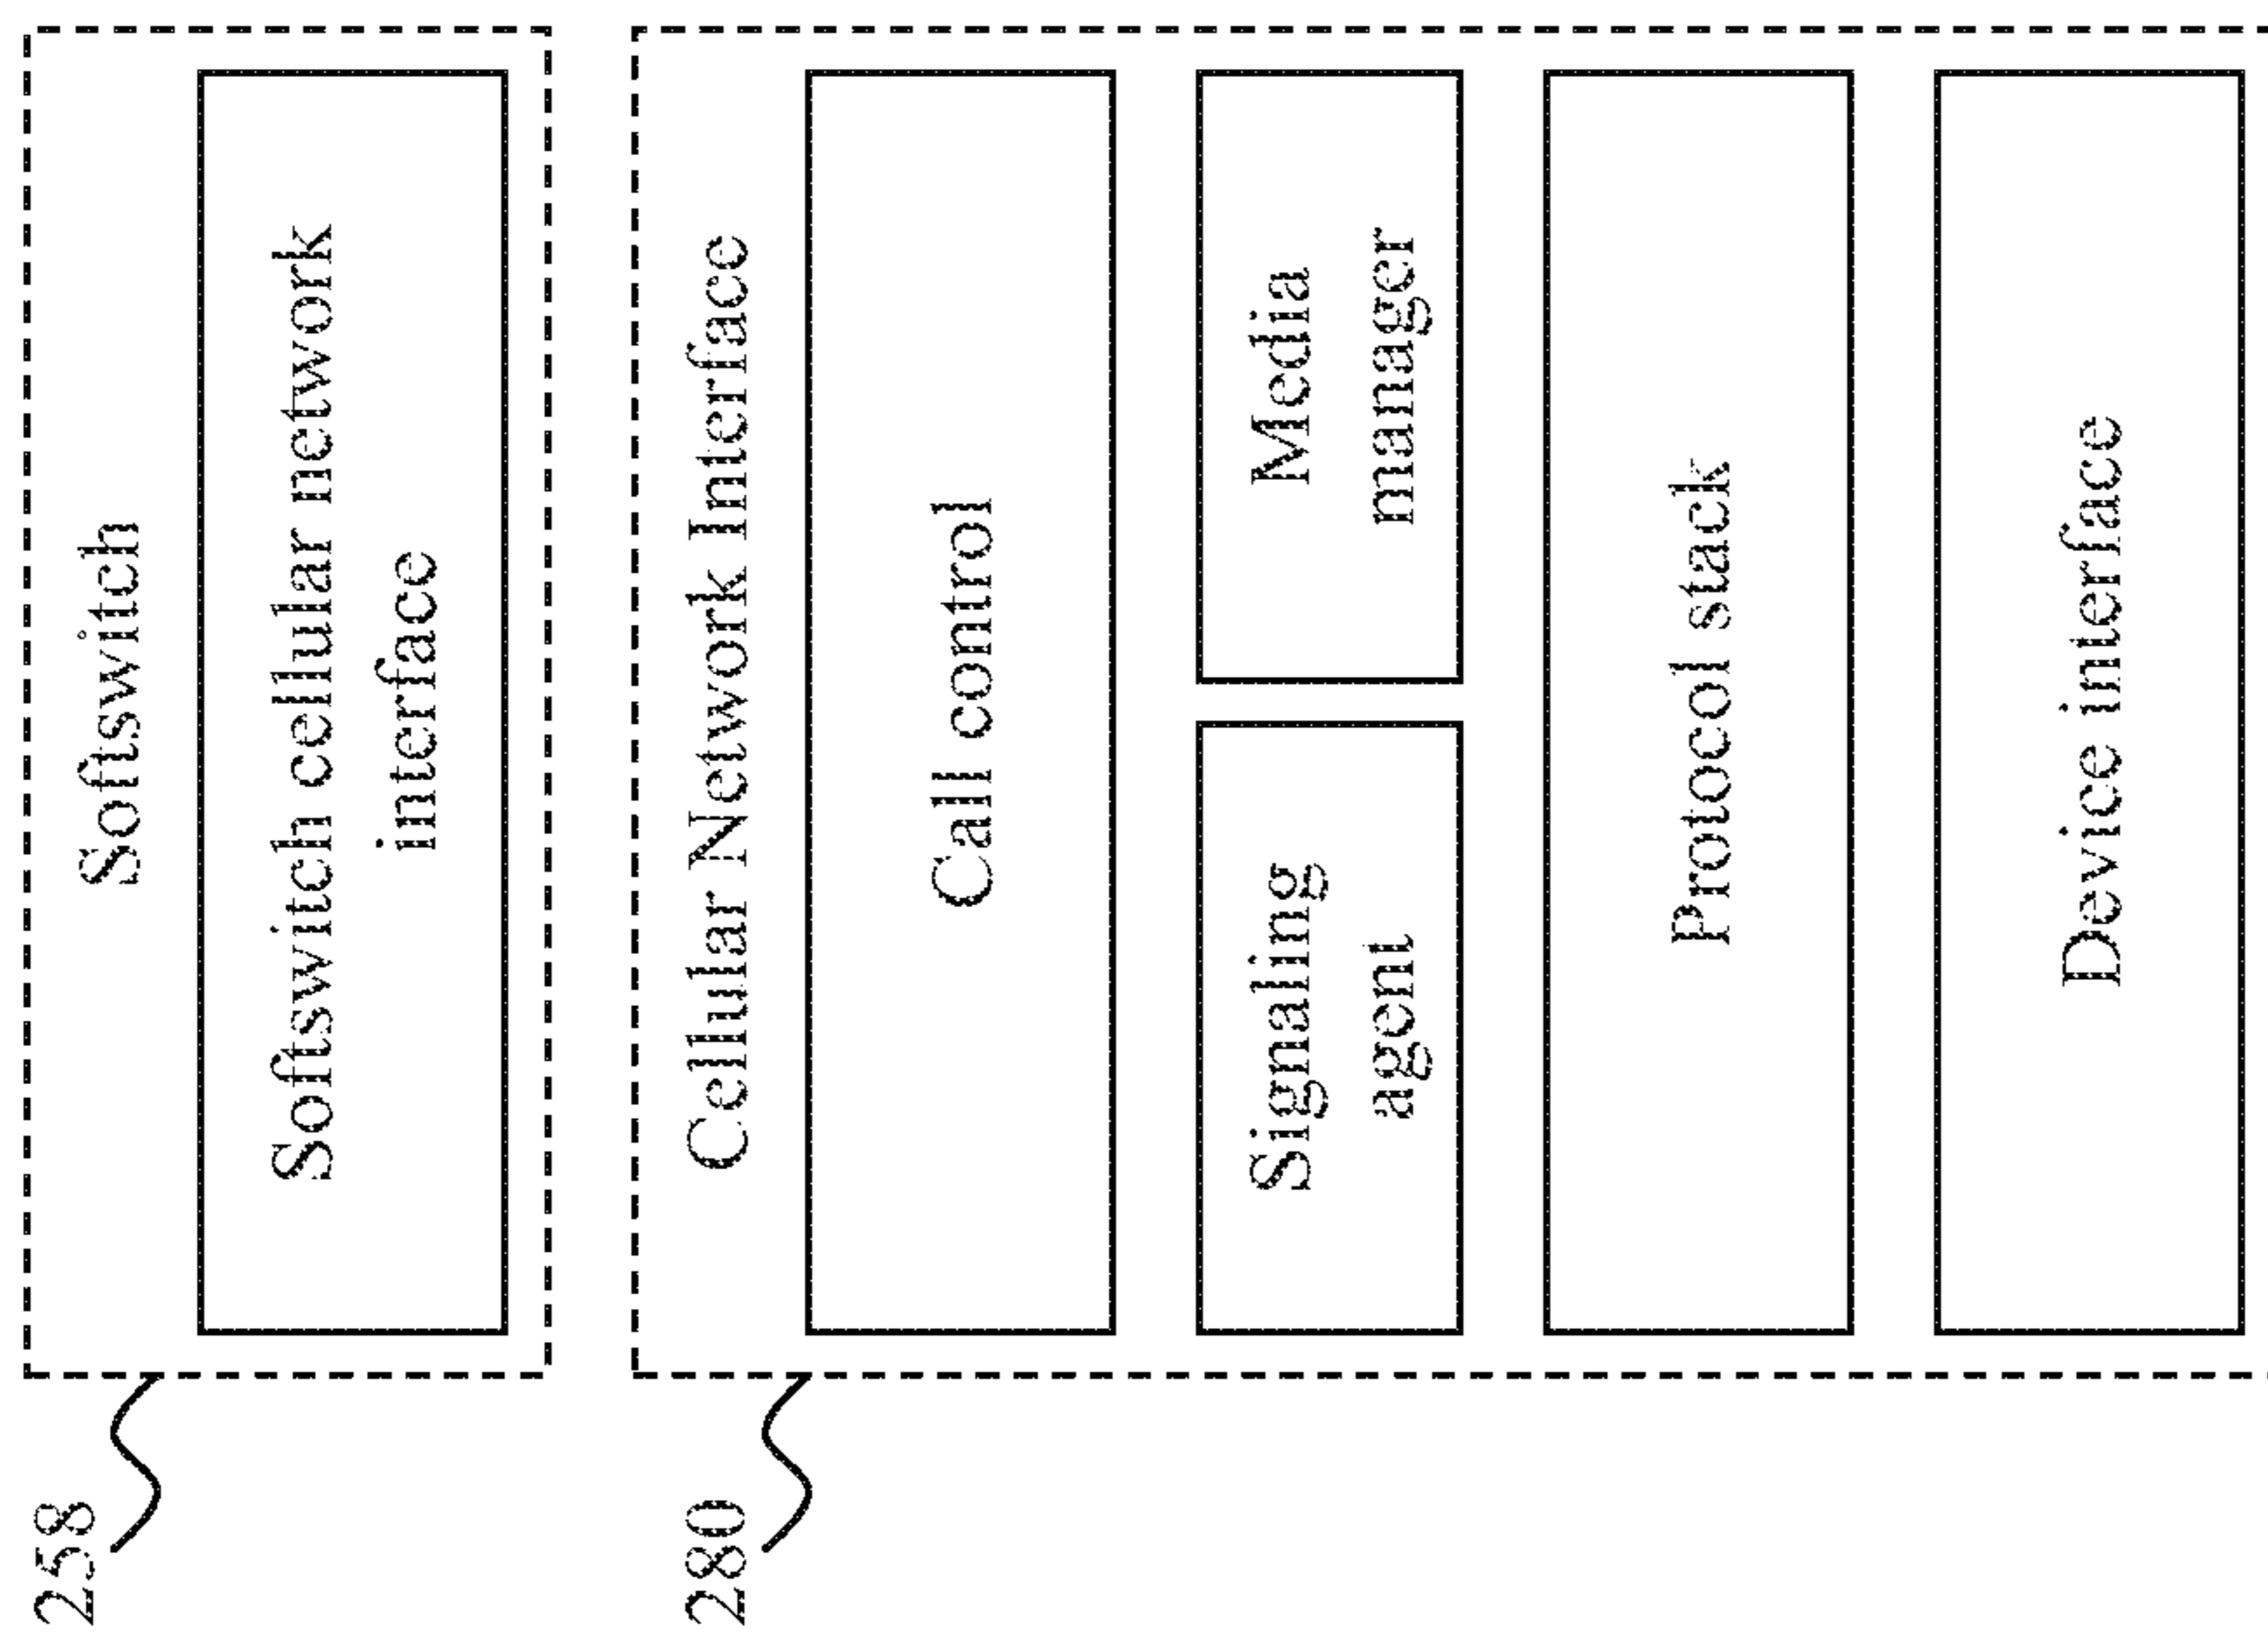 258
Softswitch
Softswitch cellular network
interface
280
Cellular Network Interface
Call control
Signaling
agent
Media
manager
Protocol stack
Device interface